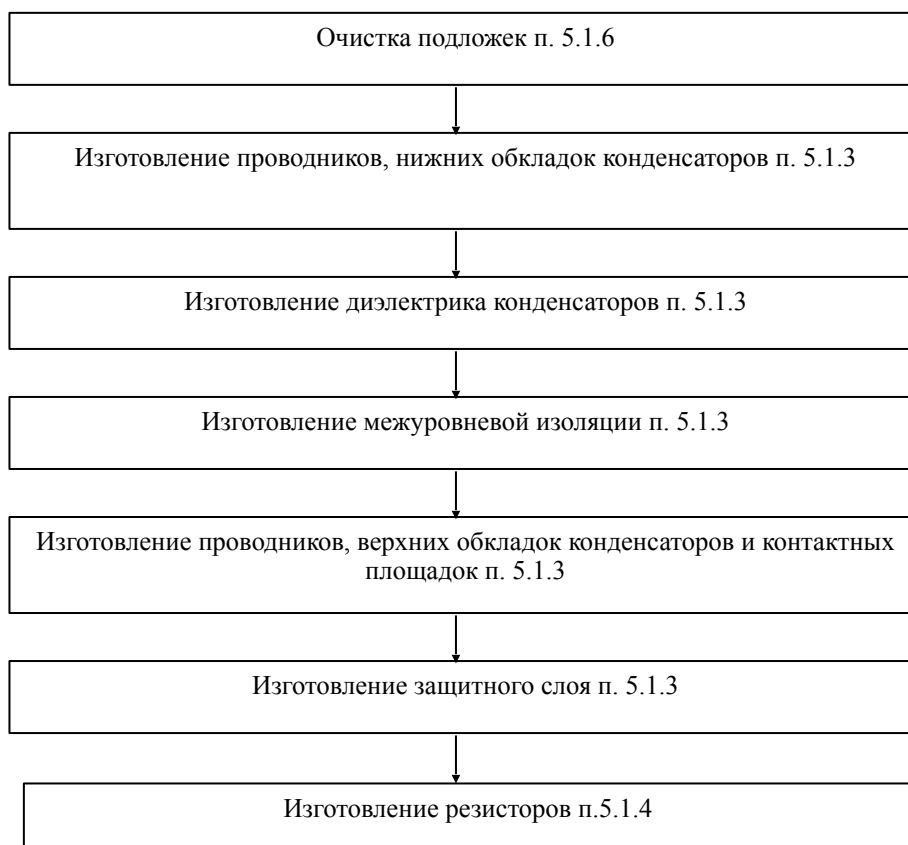 Очистка подложек п. 5.1.6
Изготовление проводников, нижних обкладок конденсаторов п. 5.1.3
Изготовление диэлектрика конденсаторов п. 5.1.3
Изготовление межуровневой изоляции п. 5.1.3
Изготовление проводников, верхних обкладок конденсаторов и контактных
площадок п. 5.1.3
Изготовление защитного слоя п. 5.1.3
Изготовление резисторов п.5.1.4